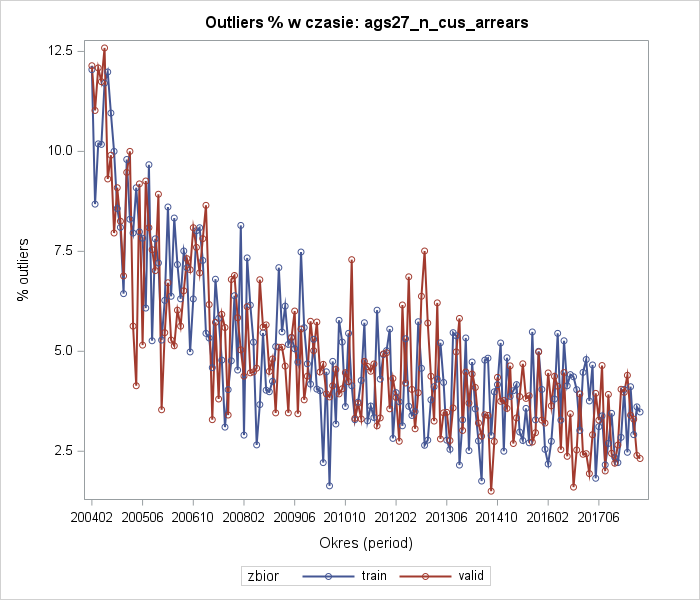 Outliers % w czasie: ags27_n_cus_arrears
% outliers
12.5
10.0
7.5
5.0
2.5
200402 200506 200610 200802 200906 201010 201202 201306 201410 201602 201706
Okres (period)
zbior train valid